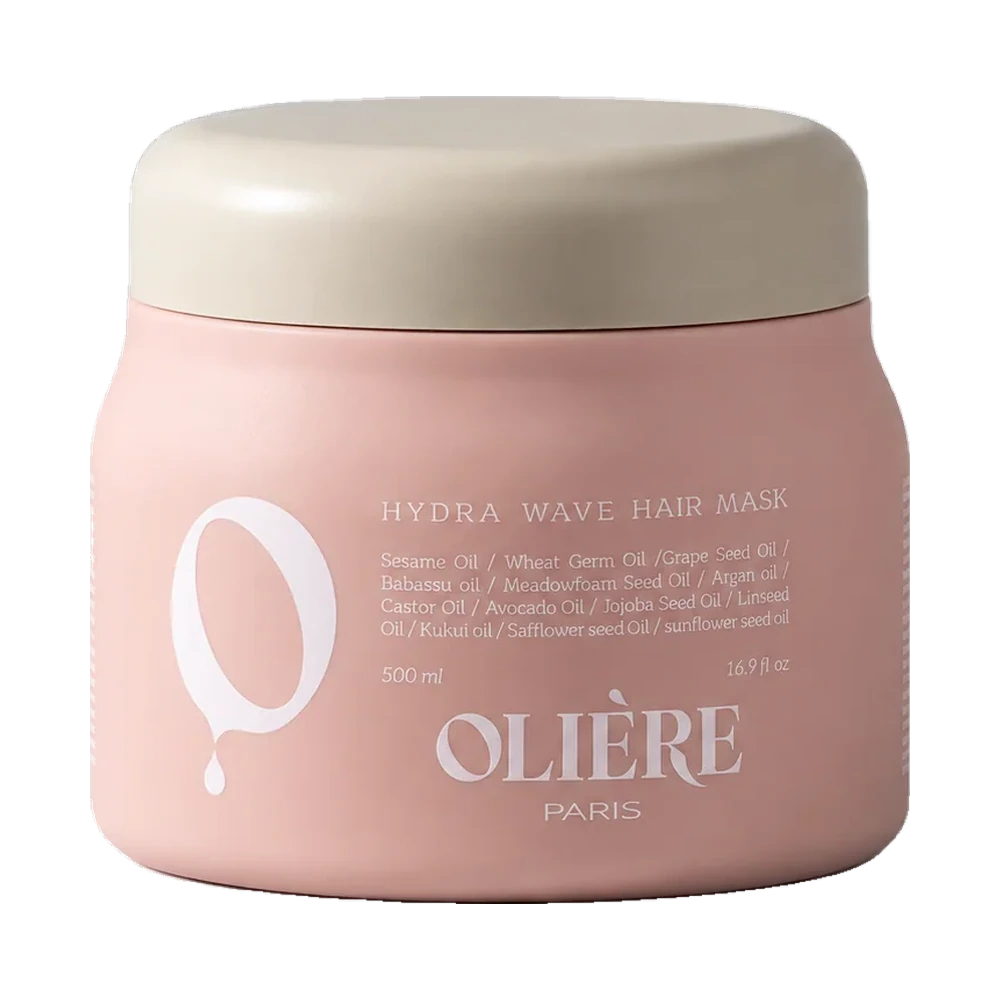 HYDRA WAVE HAIR MASK
Sesame Oil / Wheat Germ Oil /Grape Seed Oil /
Babassu oil / Meadowfoam Seed Oil / Argan oil /
Castor Oil / Avocado Oil / Jojoba Seed Oil / Linseed
Oil / Kukui oil / Safflower seed Oil / sunflower seed oil
500 ml 16.9 fl oz
OLIÈRE
PARIS